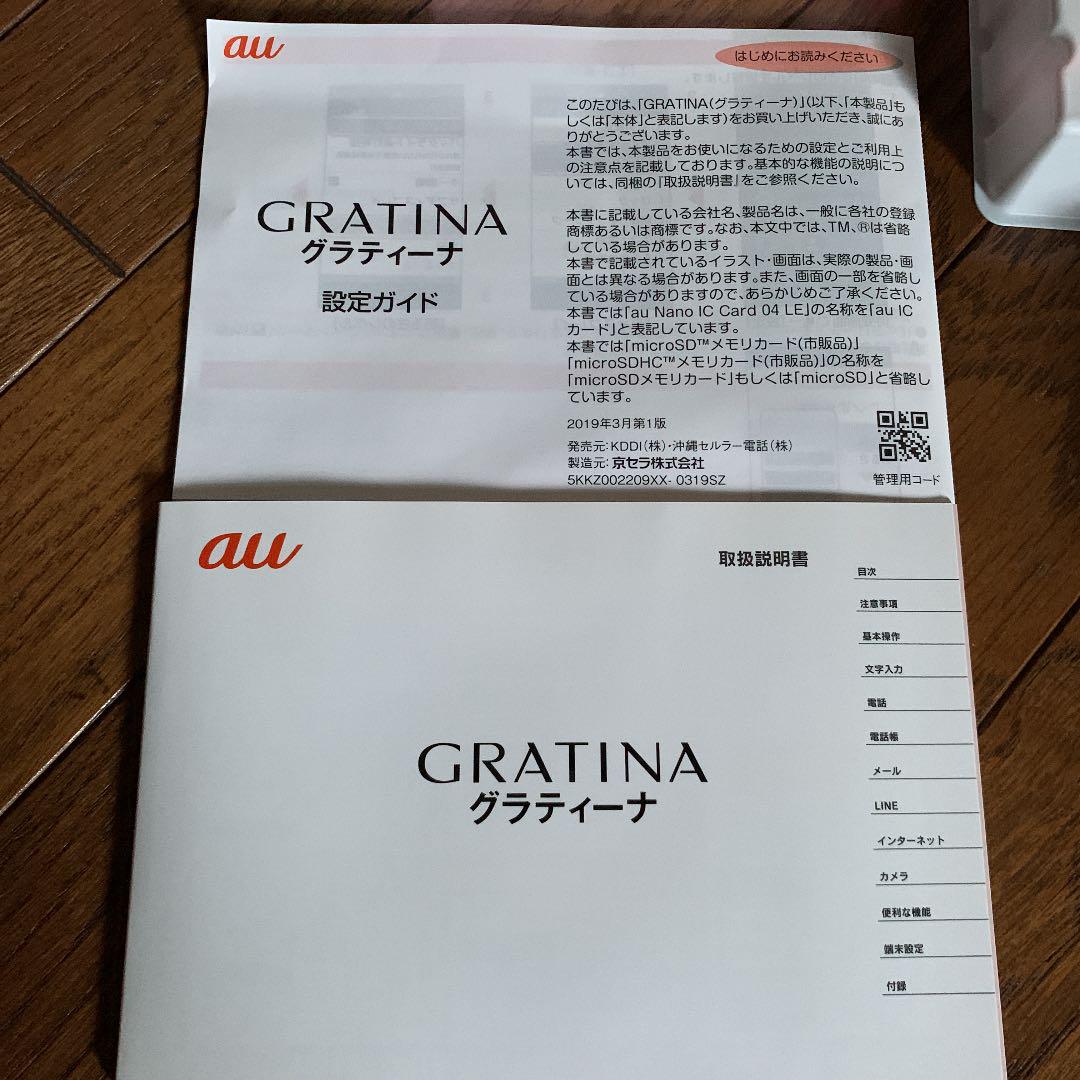 au
はじめにお読みください
GRATINA
グラティーナ
設定ガイド
このたびは、「GRATINA(グラティーナ)」(以下、「本製品」も
しくは「本体」と表記します)をお買い上げいただき、誠にあ
りがとうございます。
本書では、本製品をお使いになるための設定とご利用上
の注意点を記載しております。基本的な機能の説明につ
いては、同梱の『取扱説明書』をご参照ください。
本書に記載している会社名、製品名は、一般に各社の登録
商標あるいは商標です。なお、本文中では、TM、®は省略
している場合があります。
本書で記載されているイラスト・画面は、実際の製品・画
面とは異なる場合があります。また、画面の一部を省略し
ている場合がありますので、あらかじめご了承ください。
本書では「au Nano IC Card 04 LE」の名称を「au IC
カード」と表記しています。
本書では「microSD™メモリカード(市販品)」
「microSDHC™メモリカード(市販品)」の名称を
「microSDメモリカード」もしくは「microSD」と省略し
ています。
2019年3月第1版
発売元:KDDI(株)・沖縄セルラー電話(株)
製造元:京セラ株式会社
5KKZ002209XX- 0319SZ
管理用コード
au
取扱説明書
GRATINA
グラティーナ
目次
注意事項
基本操作
文字入力
電話
電話帳
メール
LINE
インターネット
カメラ
便利な機能
端末設定
付録